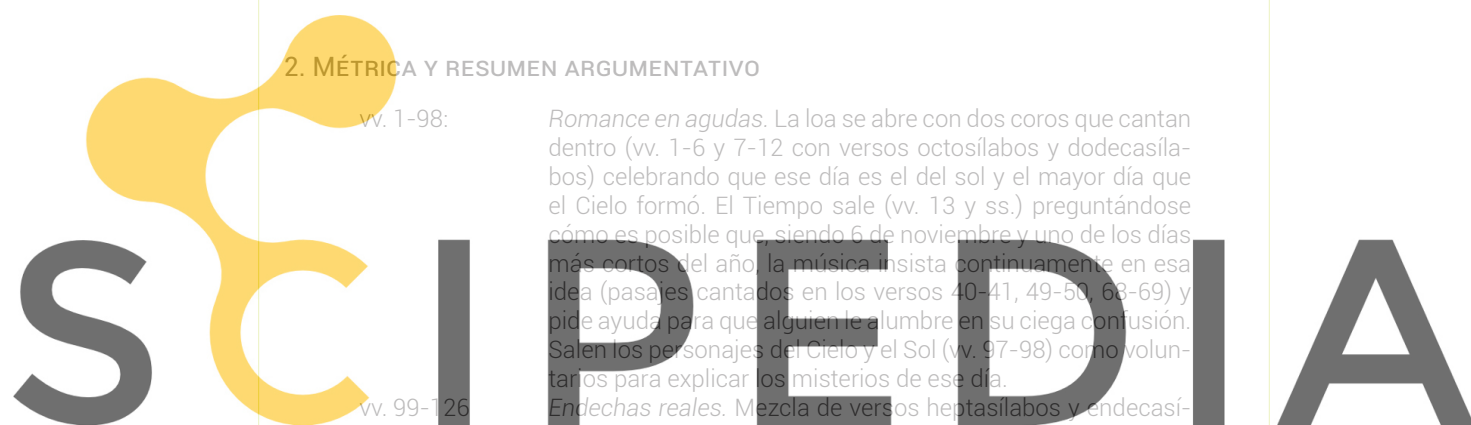 2. MÉTRICA Y RESUMEN ARGUMENTATIVO
vv. 1-98: Romance en agudas. La loa se abre con dos coros que cantan
dentro (vv. 1-6 y 7-12 con versos octosílabos y dodecasíla-
bos) celebrando que ese día es el del sol y el mayor día que
el Cielo formó. El Tiempo sale (vv. 13 y ss.) preguntándose
cómo es posible que, siendo 6 de noviembre y uno de los días
más cortos del año, la música insista continuamente en esa
idea (pasajes cantados en los versos 40-41, 49-50, 68-69) y
pide ayuda para que alguien le alumbre en su ciega confusión.
Salen los personajes del Cielo y el Sol (vv. 97-98) como volun-
tarios para explicar los misterios de ese día.
vv. 99-126 Endechas reales. Mezcla de versos heptasílabos y endecasí-
SCIPEDIA